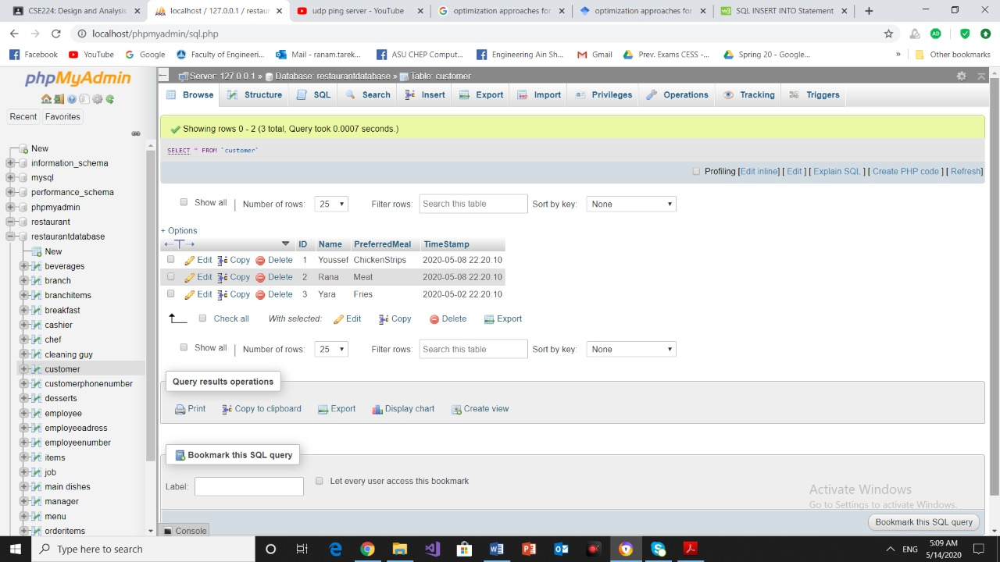 CSE224: Design and Analysis
localhost / 127.0.0.1 / restaur
udp ping server - YouTube
optimization approaches for
optimization approaches for
SQL INSERT INTO Statement
localhost/phpmyadmin/sql.php
Facebook YouTube Google Faculty of Engineeri... Mail - ranam.tarek... ASU CHEP Comput... Engineering Ain Sh... Gmail Prev. Exams CESS -... Spring 20 - Google... » Other bookmarks
phpMyAdmin
Recent Favorites
New
information_schema
mysql
performance_schema
phpmyadmin
restaurant
restaurantdatabase
New
beverages
branch
branchitems
breakfast
cashier
chef
cleaning guy
customer
customerphonenumber
desserts
employee
employeeadress
employeenumber
items
job
main dishes
manager
menu
orderitems
Server: 127.0.0.1 » Database: restaurantdatabase » Table: customer
Browse Structure SQL Search Insert Export Import Privileges Operations Tracking Triggers
Showing rows 0 - 2 (3 total, Query took 0.0007 seconds.)
SELECT * FROM `customer`
Profiling [Edit inline] [ Edit ] [ Explain SQL ] [ Create PHP code ] [ Refresh]
Show all | Number of rows: 25 Filter rows: Search this table Sort by key: None
+ Options
←T→ ID Name PreferredMeal TimeStamp
Edit Copy Delete 1 Youssef ChickenStrips 2020-05-08 22:20:10
Edit Copy Delete 2 Rana Meat 2020-05-08 22:20:10
Edit Copy Delete 3 Yara Fries 2020-05-02 22:20:10
Check all With selected: Edit Copy Delete Export
Show all | Number of rows: 25 Filter rows: Search this table Sort by key: None
Query results operations
Print Copy to clipboard Export Display chart Create view
Bookmark this SQL query
Label: Let every user access this bookmark
Activate Windows
Go to Settings to activate Windows.
Bookmark this SQL query
Console
Type here to search
ENG
5:09 AM
5/14/2020